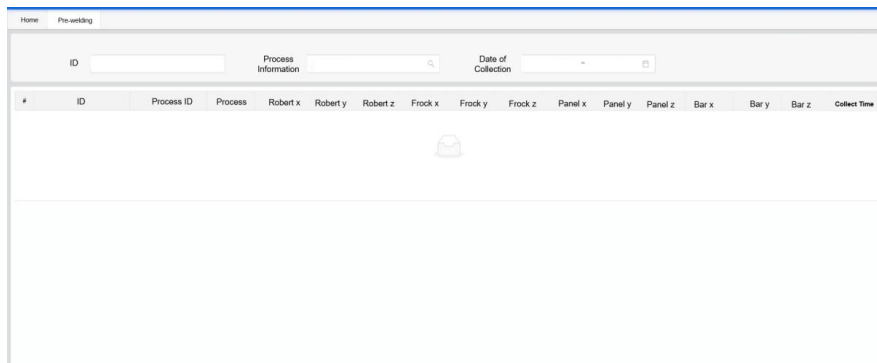 Home Pre-welding
ID Process Information Date of Collection ~
# ID Process ID Process Robert x Robert y Robert z Frock x Frock y Frock z Panel x Panel y Panel z Bar x Bar y Bar z Collect Time